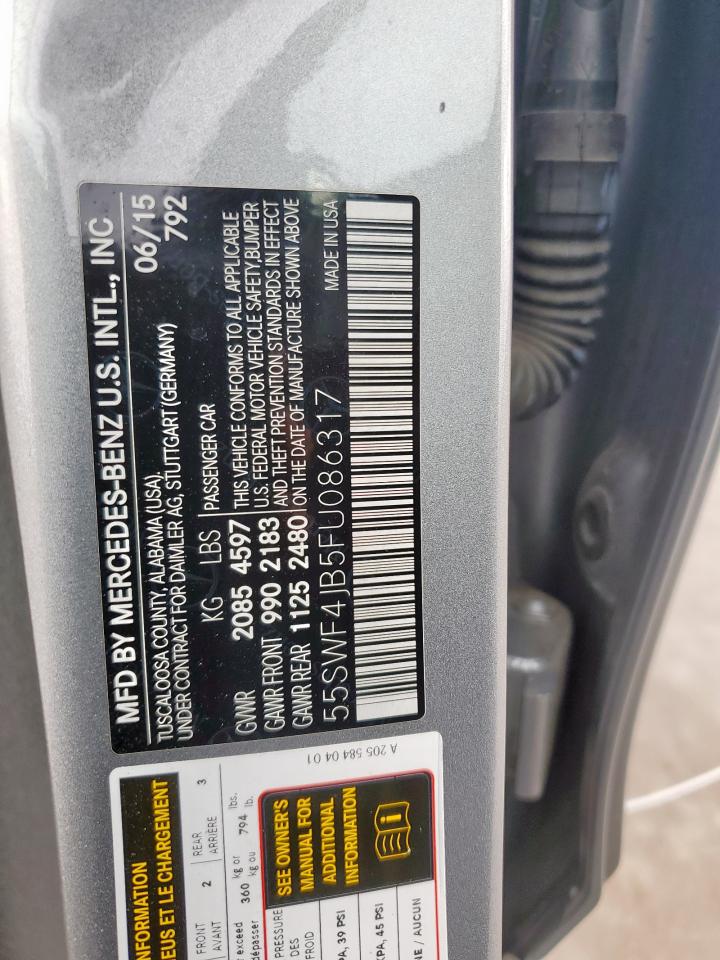 MFD BY MERCEDES-BENZ U.S. INTL., INC
TUSCALOOSA COUNTY, ALABAMA (USA),
UNDER CONTRACT FOR DAIMLER AG, STUTTGART (GERMANY)
06/15
792
KG LBS PASSENGER CAR
GVWR 2085 4597
GAWR FRONT 990 2183
GAWR REAR 1125 2480
THIS VEHICLE CONFORMS TO ALL APPLICABLE
U.S. FEDERAL MOTOR VEHICLE SAFETY, BUMPER
AND THEFT PREVENTION STANDARDS IN EFFECT
ON THE DATE OF MANUFACTURE SHOWN ABOVE
MADE IN USA
55SWF4JB5FU086317
A 205 584 04 01
NFORMATION
EUS ET LE CHARGEMENT
FRONT 2 REAR 3
AVANT ARRIÈRE
exceed 360 kg or 794 lbs.
dépasser kg ou lb.
PRESSURE
DES
FROID
SEE OWNER'S
MANUAL FOR
ADDITIONAL
INFORMATION
PA, 39 PSI
KPA, 45 PSI
NE / AUCUN